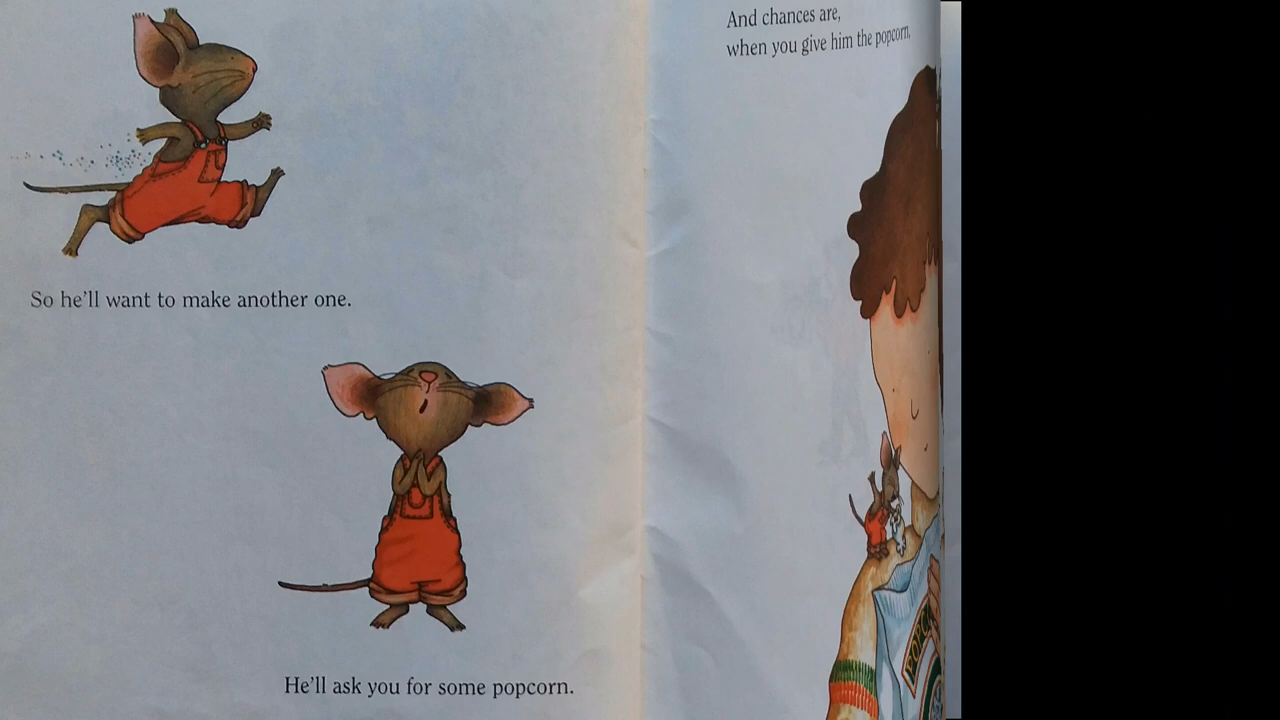 So he'll want to make another one.
He'll ask you for some popcorn.
And chances are,
when you give him the popcorn,